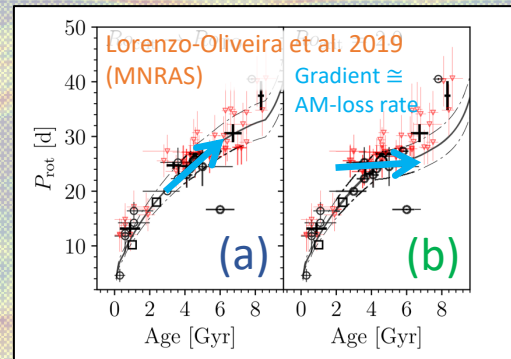 Lorenzo-Oliveira et al. 2019
(MNRAS)
Gradient ≅
AM-loss rate
50
40
30
20
10
P_rot [d]
(a)
(b)
0 2 4 6 8 0 2 4 6 8
Age [Gyr] Age [Gyr]